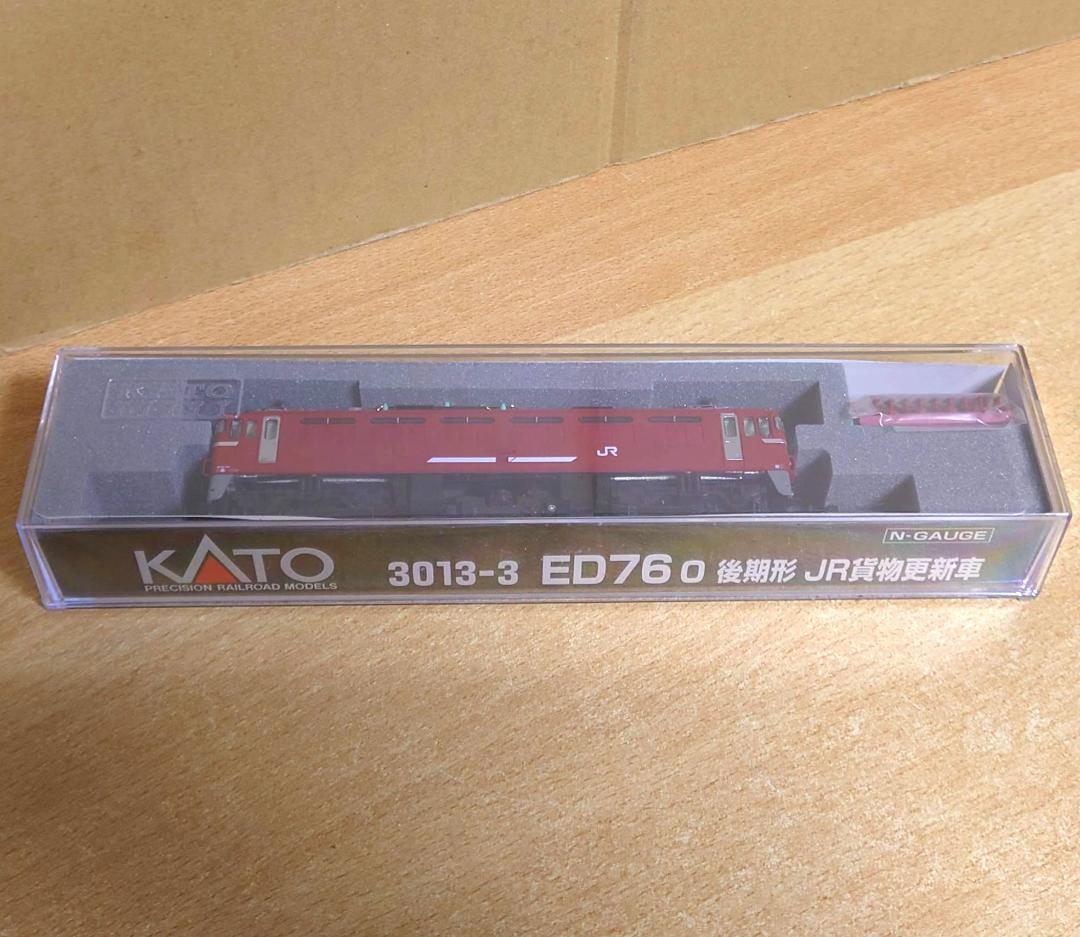 KATO
JR
N-GAUGE
KATO 3013-3 ED76 0 後期形 JR貨物更新車
PRECISION RAILROAD MODELS